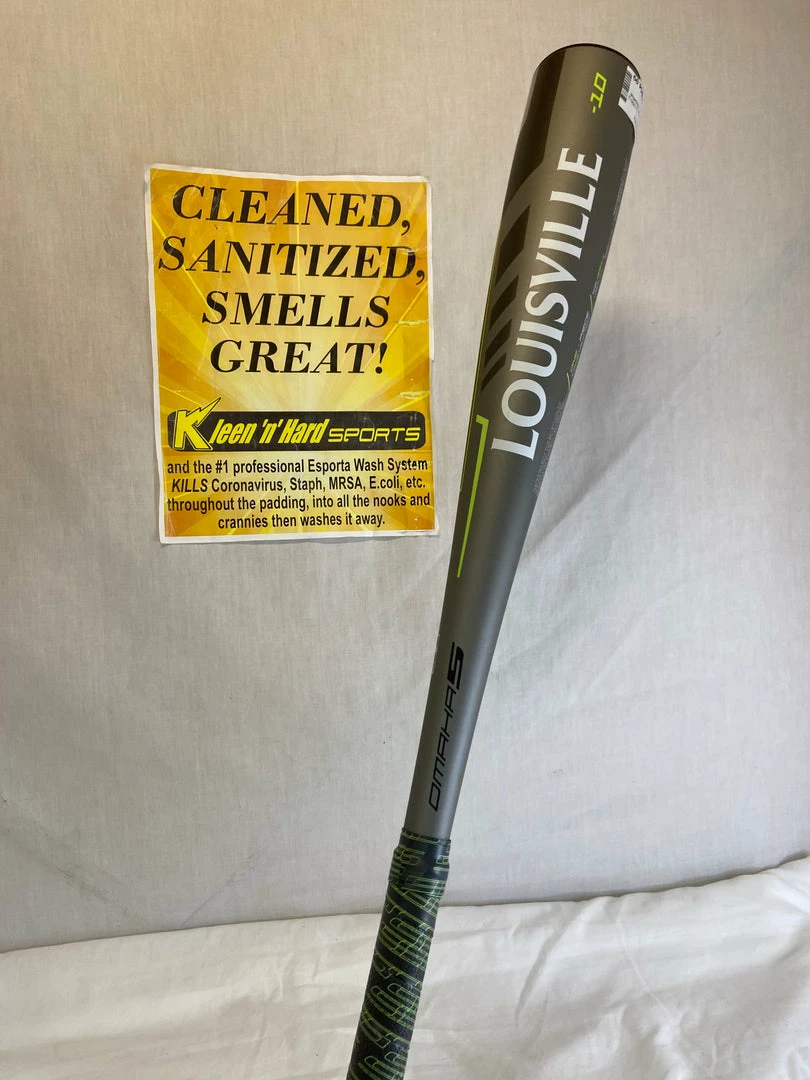 CLEANED,
SANITIZED,
SMELLS
GREAT!
Kleen 'n' Hard SPORTS
and the #1 professional Esporta Wash System
KILLS Coronavirus, Staph, MRSA, E.coli, etc.
throughout the padding, into all the nooks and
crannies then washes it away.
-10
LOUISVILLE
OMAHA 5